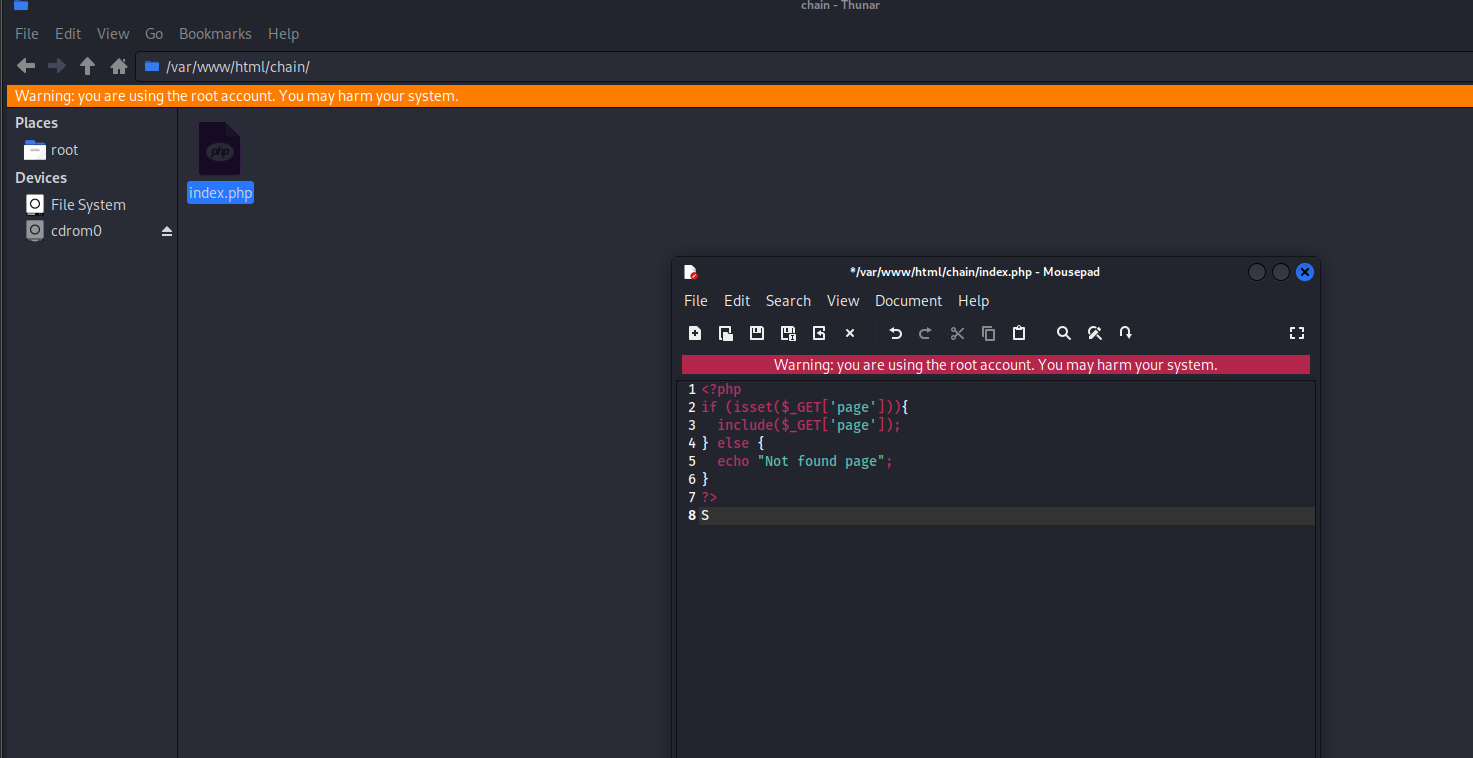 chain - Thunar
File Edit View Go Bookmarks Help
/var/www/html/chain/
Warning: you are using the root account. You may harm your system.
Places
root
Devices
File System
cdrom0
php
index.php
*/var/www/html/chain/index.php - Mousepad
File Edit Search View Document Help
Warning: you are using the root account. You may harm your system.
1 <?php
2 if (isset($_GET['page'])){
3   include($_GET['page']);
4 } else {
5   echo "Not found page";
6 }
7 ?>
8 S